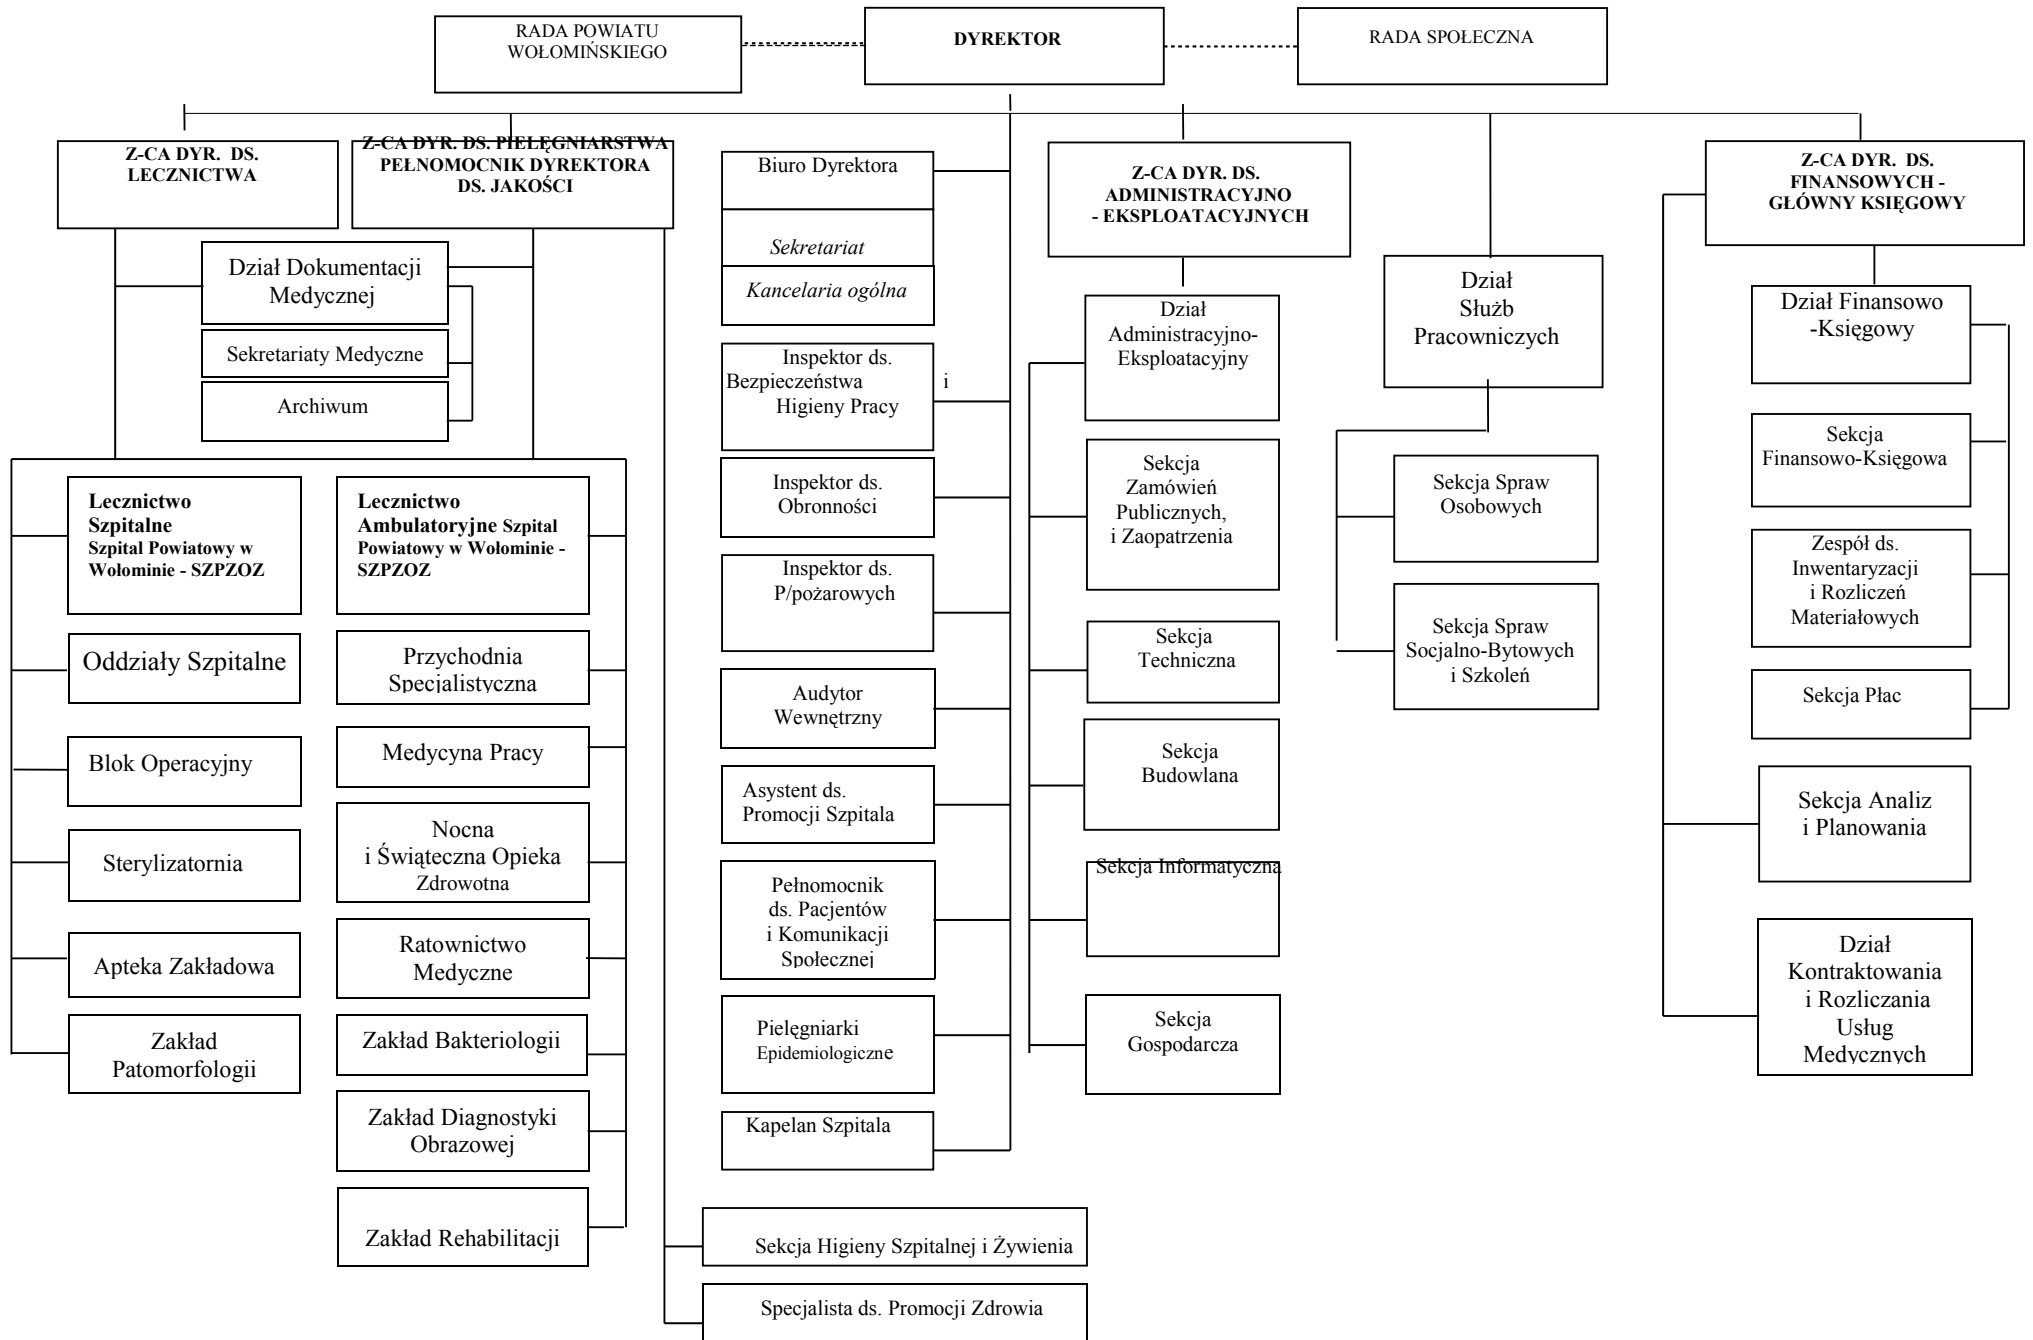 RADA POWIATU
WOŁOMIŃSKIEGO
DYREKTOR
RADA SPOŁECZNA
Z-CA DYR. DS.
LECZNICTWA
Z-CA DYR. DS. PIELĘGNIARSTWA
PEŁNOMOCNIK DYREKTORA
DS. JAKOŚCI
Dział Dokumentacji
Medycznej
Sekretariaty Medyczne
Archiwum
Lecznictwo
Szpitalne
Szpital Powiatowy w
Wołominie - SZPZOZ
Oddziały Szpitalne
Blok Operacyjny
Sterylizatornia
Apteka Zakładowa
Zakład
Patomorfologii
Lecznictwo
Ambulatoryjne Szpital
Powiatowy w Wołominie -
SZPZOZ
Przychodnia
Specjalistyczna
Medycyna Pracy
Nocna
i Świąteczna Opieka
Zdrowotna
Ratownictwo
Medyczne
Zakład Bakteriologii
Zakład Diagnostyki
Obrazowej
Zakład Rehabilitacji
Biuro Dyrektora
Sekretariat
Kancelaria ogólna
Inspektor ds.
Bezpieczeństwa i
Higieny Pracy
Inspektor ds.
Obronności
Inspektor ds.
P/pożarowych
Audytor
Wewnętrzny
Asystent ds.
Promocji Szpitala
Pełnomocnik
ds. Pacjentów
i Komunikacji
Społecznej
Pielęgniarki
Epidemiologiczne
Kapelan Szpitala
Sekcja Higieny Szpitalnej i Żywienia
Specjalista ds. Promocji Zdrowia
Z-CA DYR. DS.
ADMINISTRACYJNO
- EKSPLOATACYJNYCH
Dział
Administracyjno-
Eksploatacyjny
Sekcja
Zamówień
Publicznych,
i Zaopatrzenia
Sekcja
Techniczna
Sekcja
Budowlana
Sekcja Informatyczna
Sekcja
Gospodarcza
Dział
Służb
Pracowniczych
Sekcja Spraw
Osobowych
Sekcja Spraw
Socjalno-Bytowych
i Szkoleń
Z-CA DYR. DS.
FINANSOWYCH -
GŁÓWNY KSIĘGOWY
Dział Finansowo
-Księgowy
Sekcja
Finansowo-Księgowa
Zespół ds.
Inwentaryzacji
i Rozliczeń
Materiałowych
Sekcja Płac
Sekcja Analiz
i Planowania
Dział
Kontraktowania
i Rozliczania
Usług
Medycznych